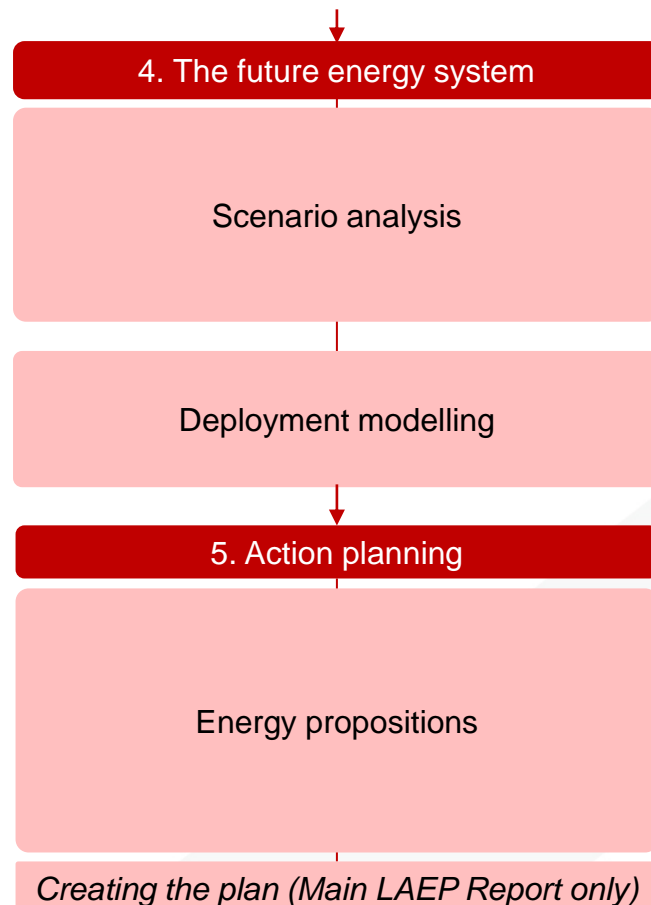 4. The future energy system
Scenario analysis
Deployment modelling
5. Action planning
Energy propositions
Creating the plan (Main LAEP Report only)